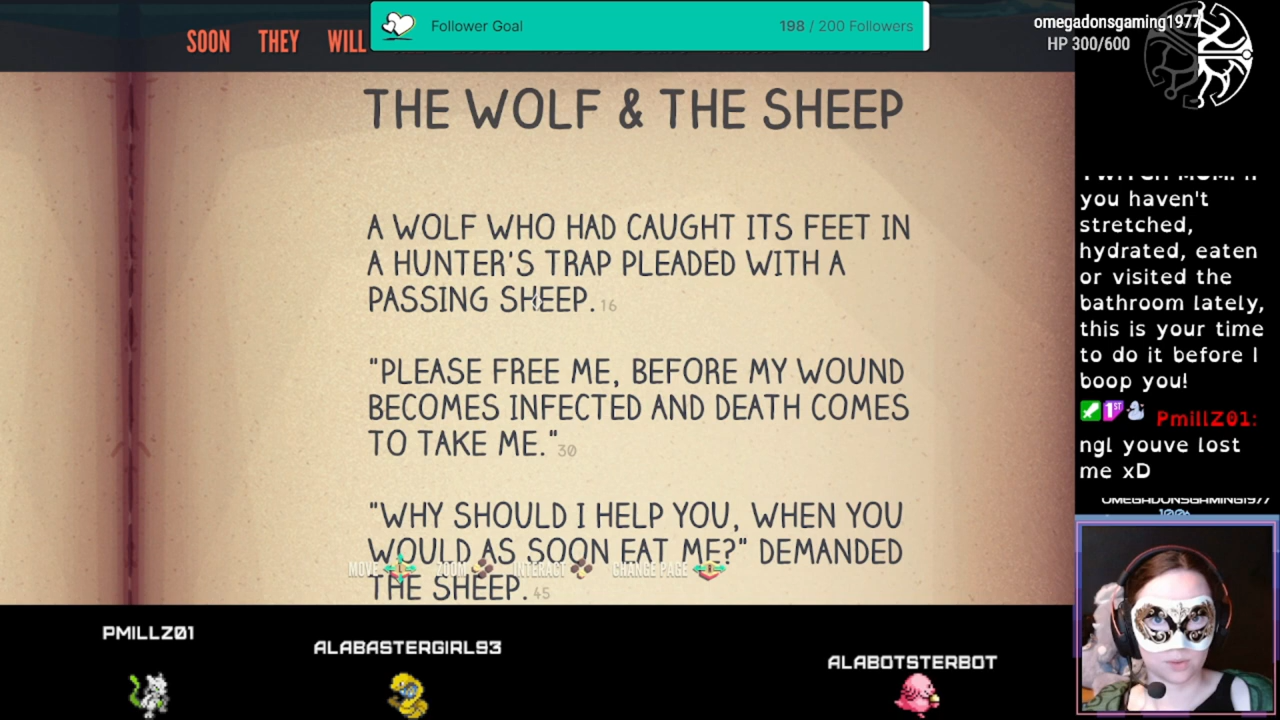 Follower Goal
198 / 200 Followers
SOON THEY WILL
omegadonsgaming1977
HP 300/600
THE WOLF & THE SHEEP
A WOLF WHO HAD CAUGHT ITS FEET IN
A HUNTER'S TRAP PLEADED WITH A
PASSING SHEEP. 16
"PLEASE FREE ME, BEFORE MY WOUND
BECOMES INFECTED AND DEATH COMES
TO TAKE ME." 30
"WHY SHOULD I HELP YOU, WHEN YOU
WOULD AS SOON EAT ME?" DEMANDED
THE SHEEP. 45
MOVE ZOOM INTERACT CHANGE PAGE
you haven't
stretched,
hydrated, eaten
or visited the
bathroom lately,
this is your time
to do it before I
boop you!
1ST PmillZ01:
ngl youve lost
me xD
OMEGADONSGAMING1977
PMILLZ01
ALABASTERGIRL93
ALABOTSTERBOT